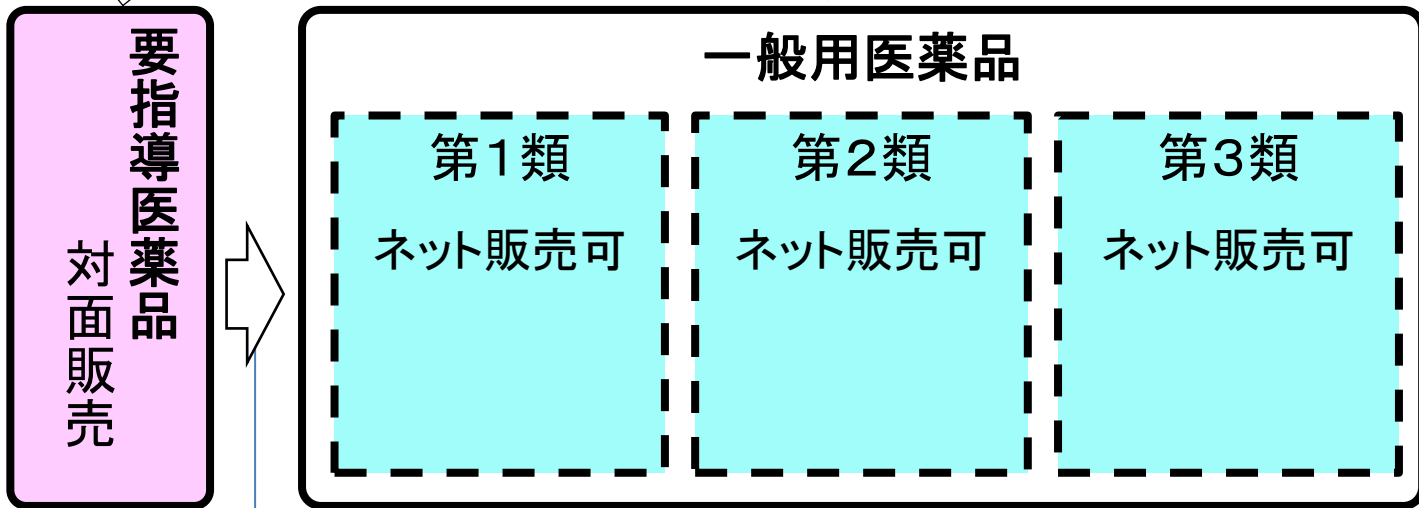 要指導医薬品
対面販売
一般用医薬品
第１類
ネット販売可
第２類
ネット販売可
第３類
ネット販売可